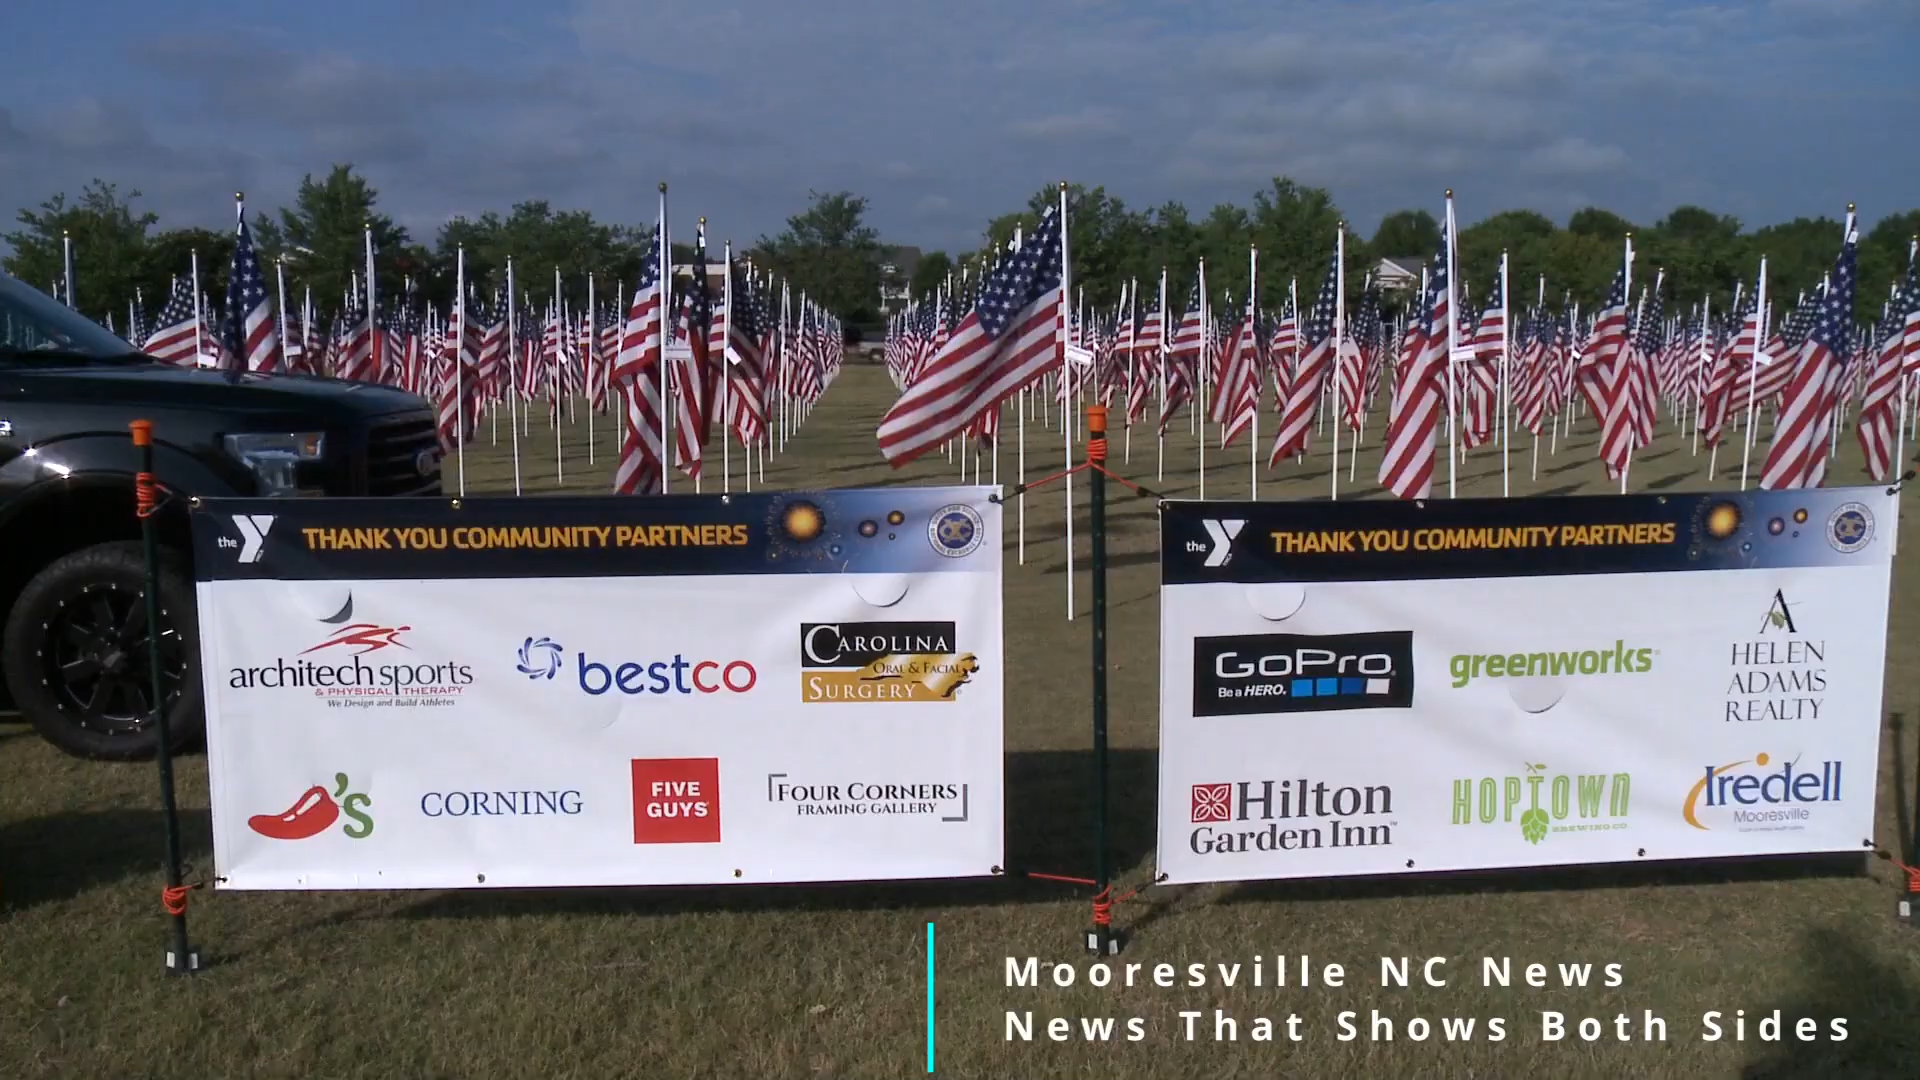 the Y
THANK YOU COMMUNITY PARTNERS
architech sports
& PHYSICAL THERAPY
We Design and Build Athletes
bestco
CAROLINA
ORAL & FACIAL
SURGERY
'S
CORNING
FIVE
GUYS
FOUR CORNERS
FRAMING GALLERY
the Y
THANK YOU COMMUNITY PARTNERS
GoPro
Be a HERO.
greenworks
A
HELEN
ADAMS
REALTY
Hilton
Garden Inn™
HOPTOWN
BREWING CO.
Iredell
Mooresville
Mooresville NC News
News That Shows Both Sides